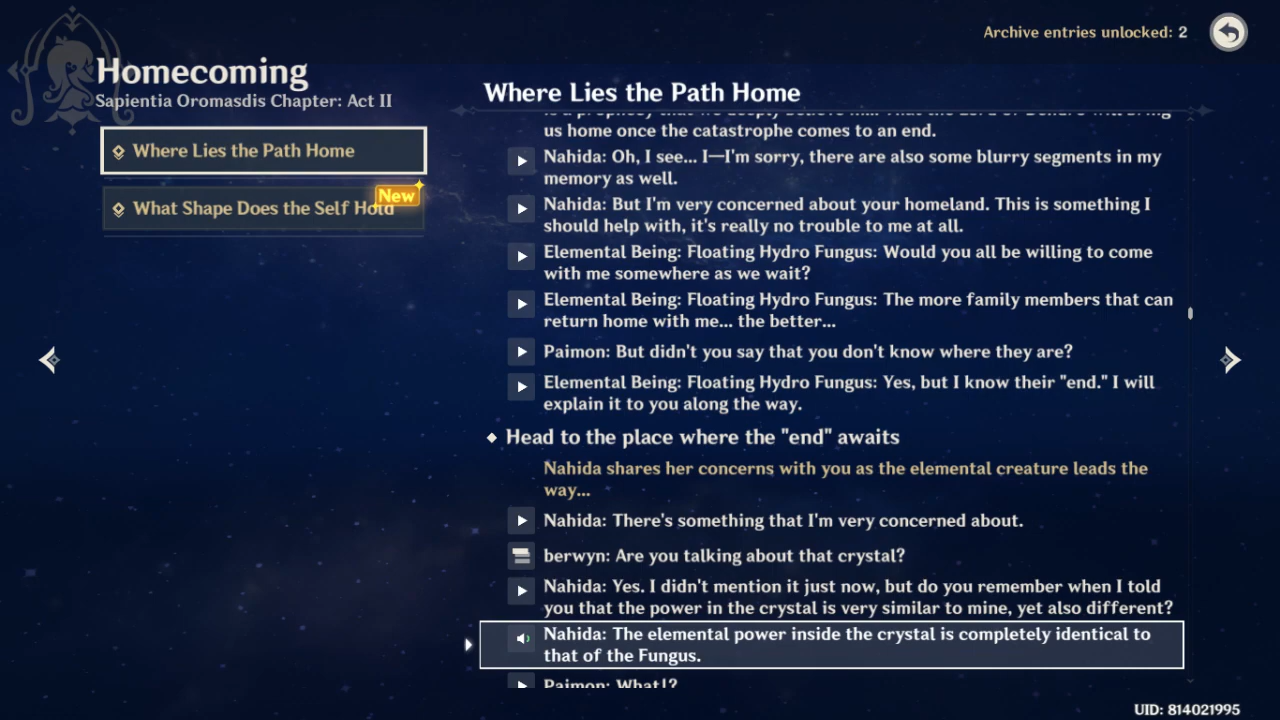 Archive entries unlocked: 2
Homecoming
Sapientia Oromasdis Chapter: Act II
Where Lies the Path Home
What Shape Does the Self Hold
New
Where Lies the Path Home
us home once the catastrophe comes to an end.
Nahida: Oh, I see... I—I'm sorry, there are also some blurry segments in my
memory as well.
Nahida: But I'm very concerned about your homeland. This is something I
should help with, it's really no trouble to me at all.
Elemental Being: Floating Hydro Fungus: Would you all be willing to come
with me somewhere as we wait?
Elemental Being: Floating Hydro Fungus: The more family members that can
return home with me... the better...
Paimon: But didn't you say that you don't know where they are?
Elemental Being: Floating Hydro Fungus: Yes, but I know their "end." I will
explain it to you along the way.
Head to the place where the "end" awaits
Nahida shares her concerns with you as the elemental creature leads the
way...
Nahida: There's something that I'm very concerned about.
berwyn: Are you talking about that crystal?
Nahida: Yes. I didn't mention it just now, but do you remember when I told
you that the power in the crystal is very similar to mine, yet also different?
Nahida: The elemental power inside the crystal is completely identical to
that of the Fungus.
Paimon: What!?
UID: 814021995